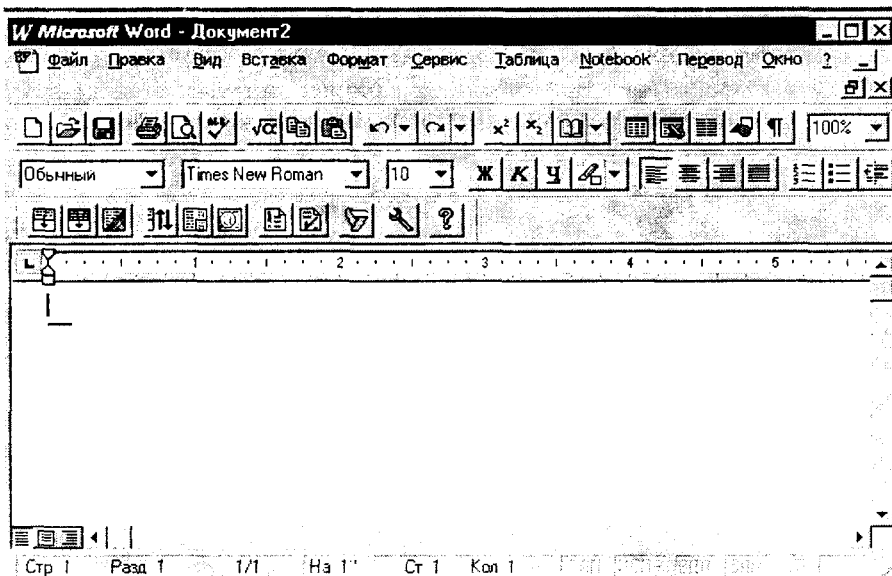 W Microsoft Word - Документ2
Файл Правка Вид Вставка Формат Сервис Таблица Notebook Перевод Окно ?
100%
Обычный Times New Roman 10 Ж К Ч
1 2 3 4 5
Стр 1 Разд 1 1/1 На 1" Ст 1 Кол 1